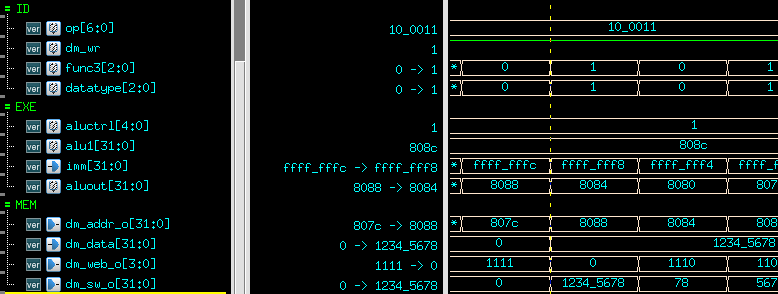 = ID
ver op[6:0] 10_0011 10_0011
ver dm_wr 1
ver func3[2:0] 0 -> 1 * 0 1 0 1
ver datatype[2:0] 0 -> 1 * 0 1 0 1
= EXE
ver aluctrl[4:0] 1 1
ver alu1[31:0] 808c 808c
ver imm[31:0] ffff_fffc -> ffff_fff8 * ffff_fffc ffff_fff8 ffff_fff4 ffff_f
ver aluout[31:0] 8088 -> 8084 * 8088 8084 8080 807
= MEM
ver dm_addr_o[31:0] 807c -> 8088 * 807c 8088 8084 808
ver dm_data[31:0] 0 -> 1234_5678 0 1234_5678
ver dm_web_o[3:0] 1111 -> 0 1111 0 1110 110
ver dm_sw_o[31:0] 0 -> 1234_5678 0 1234_5678 78 567